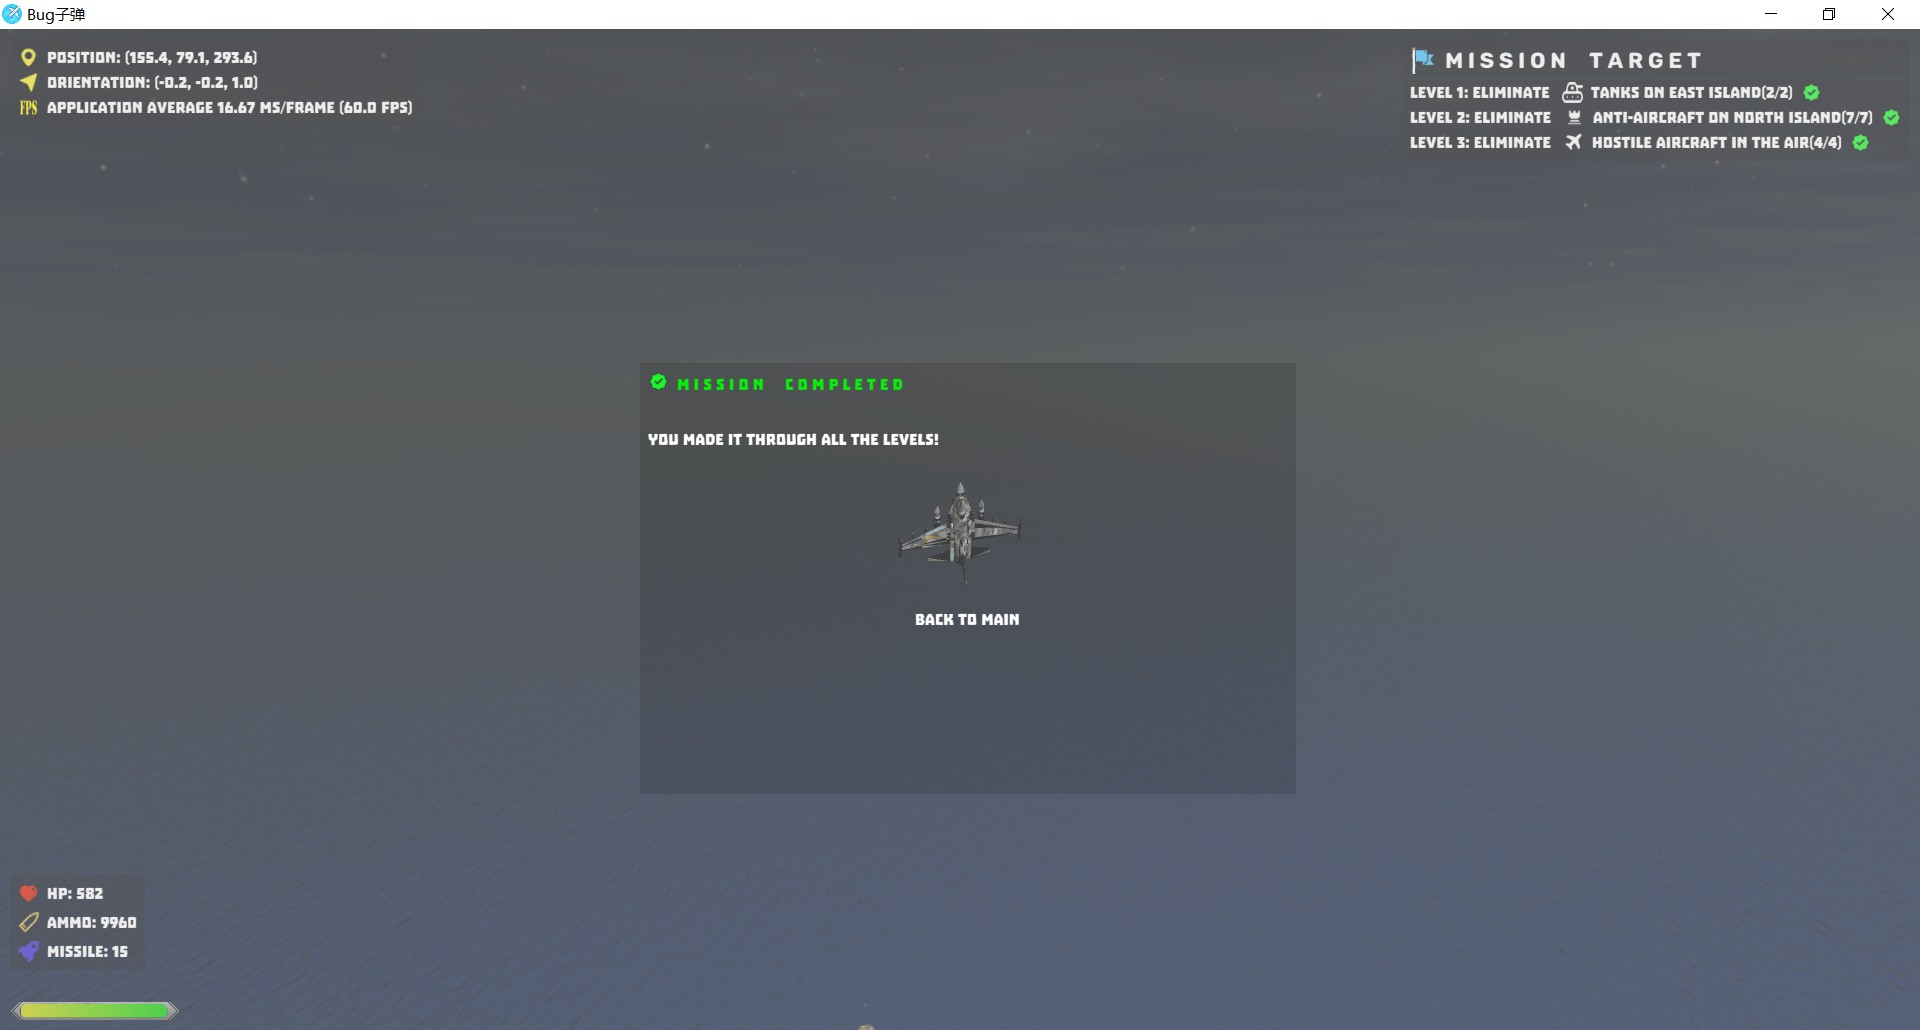 Bug子弹
POSITION: (155.4, 79.1, 293.6)
ORIENTATION: (-0.2, -0.2, 1.0)
FPS APPLICATION AVERAGE 16.67 MS/FRAME (60.0 FPS)
MISSION TARGET
LEVEL 1: ELIMINATE TANKS ON EAST ISLAND(2/2)
LEVEL 2: ELIMINATE ANTI-AIRCRAFT ON NORTH ISLAND(7/7)
LEVEL 3: ELIMINATE HOSTILE AIRCRAFT IN THE AIR(4/4)
MISSION COMPLETED
YOU MADE IT THROUGH ALL THE LEVELS!
BACK TO MAIN
HP: 582
AMMO: 9960
MISSILE: 15